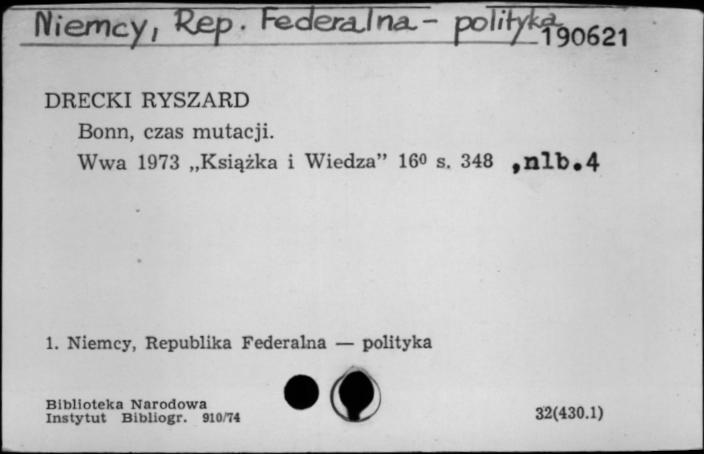 Niemcy, Rep. Federalna - polityka
190621
DRECKI RYSZARD
Bonn, czas mutacji.
Wwa 1973 „Książka i Wiedza” 16⁰ s. 348 ,nlb.4
1. Niemcy, Republika Federalna — polityka
Biblioteka Narodowa
Instytut Bibliogr. 910/74
32(430.1)